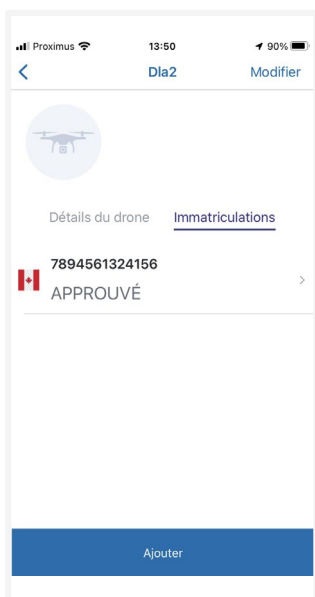 Proximus 13:50 90%
Dla2 Modifier
Détails du drone Immatriculations
7894561324156
APPROUVÉ
Ajouter